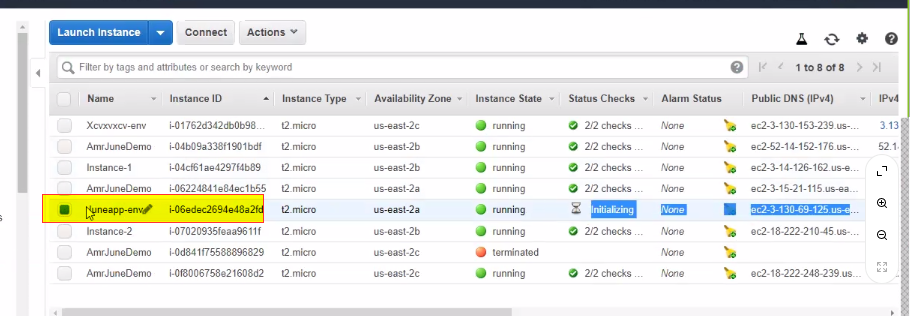 Launch Instance Connect Actions
Filter by tags and attributes or search by keyword 1 to 8 of 8
Name Instance ID Instance Type Availability Zone Instance State Status Checks Alarm Status Public DNS (IPv4) IPv4
Xcvxvxcv-env i-01762d342db0b98... t2.micro us-east-2c running 2/2 checks ... None ec2-3-130-153-239.us-... 3.13
AmrJuneDemo i-04b09a338f1901bdf t2.micro us-east-2c running 2/2 checks ... None ec2-52-14-152-176.us-... 52.1
Instance-1 i-04cf61ae4297f4b89 t2.micro us-east-2c running 2/2 checks ... None ec2-3-14-126-162.us-e...
AmrJuneDemo i-06224841e84ec1b55 t2.micro us-east-2c running 2/2 checks ... None ec2-3-15-21-115.us-ea...
Juneapp-env i-06edec2694e48a2fd t2.micro us-east-2a running Initializing None ec2-3-130-69-125.us-e...
Instance-2 i-07020935feaa9611f t2.micro us-east-2c running 2/2 checks ... None ec2-18-222-210-45.us-...
AmrJuneDemo i-0d841f75588896829 t2.micro us-east-2c terminated None
AmrJuneDemo i-0f8006758e21608d2 t2.micro us-east-2c running 2/2 checks ... None ec2-18-222-248-239.us...